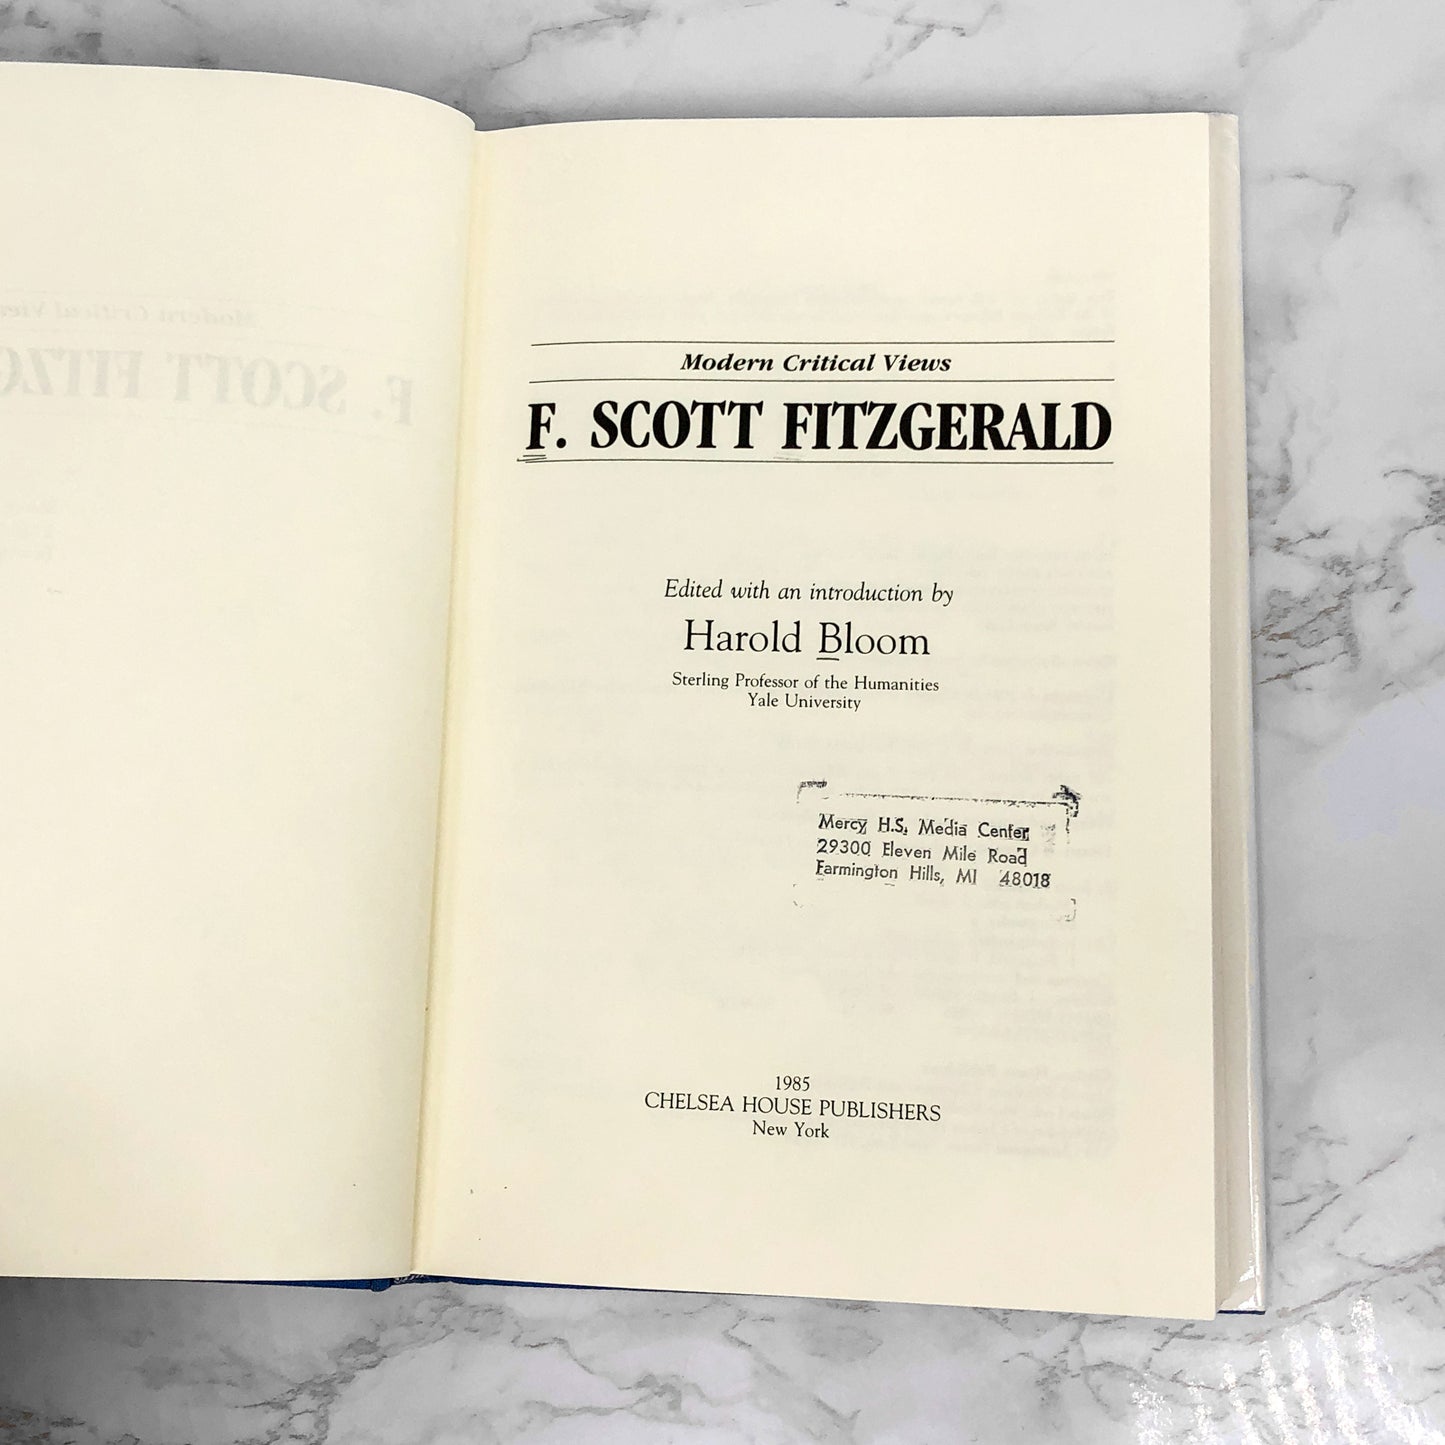 Modern Critical Views
F. SCOTT FITZGERALD
Edited with an introduction by
Harold Bloom
Sterling Professor of the Humanities
Yale University
Mercy H.S. Media Center
29300 Eleven Mile Road
Farmington Hills, MI 48018
1985
CHELSEA HOUSE PUBLISHERS
New York